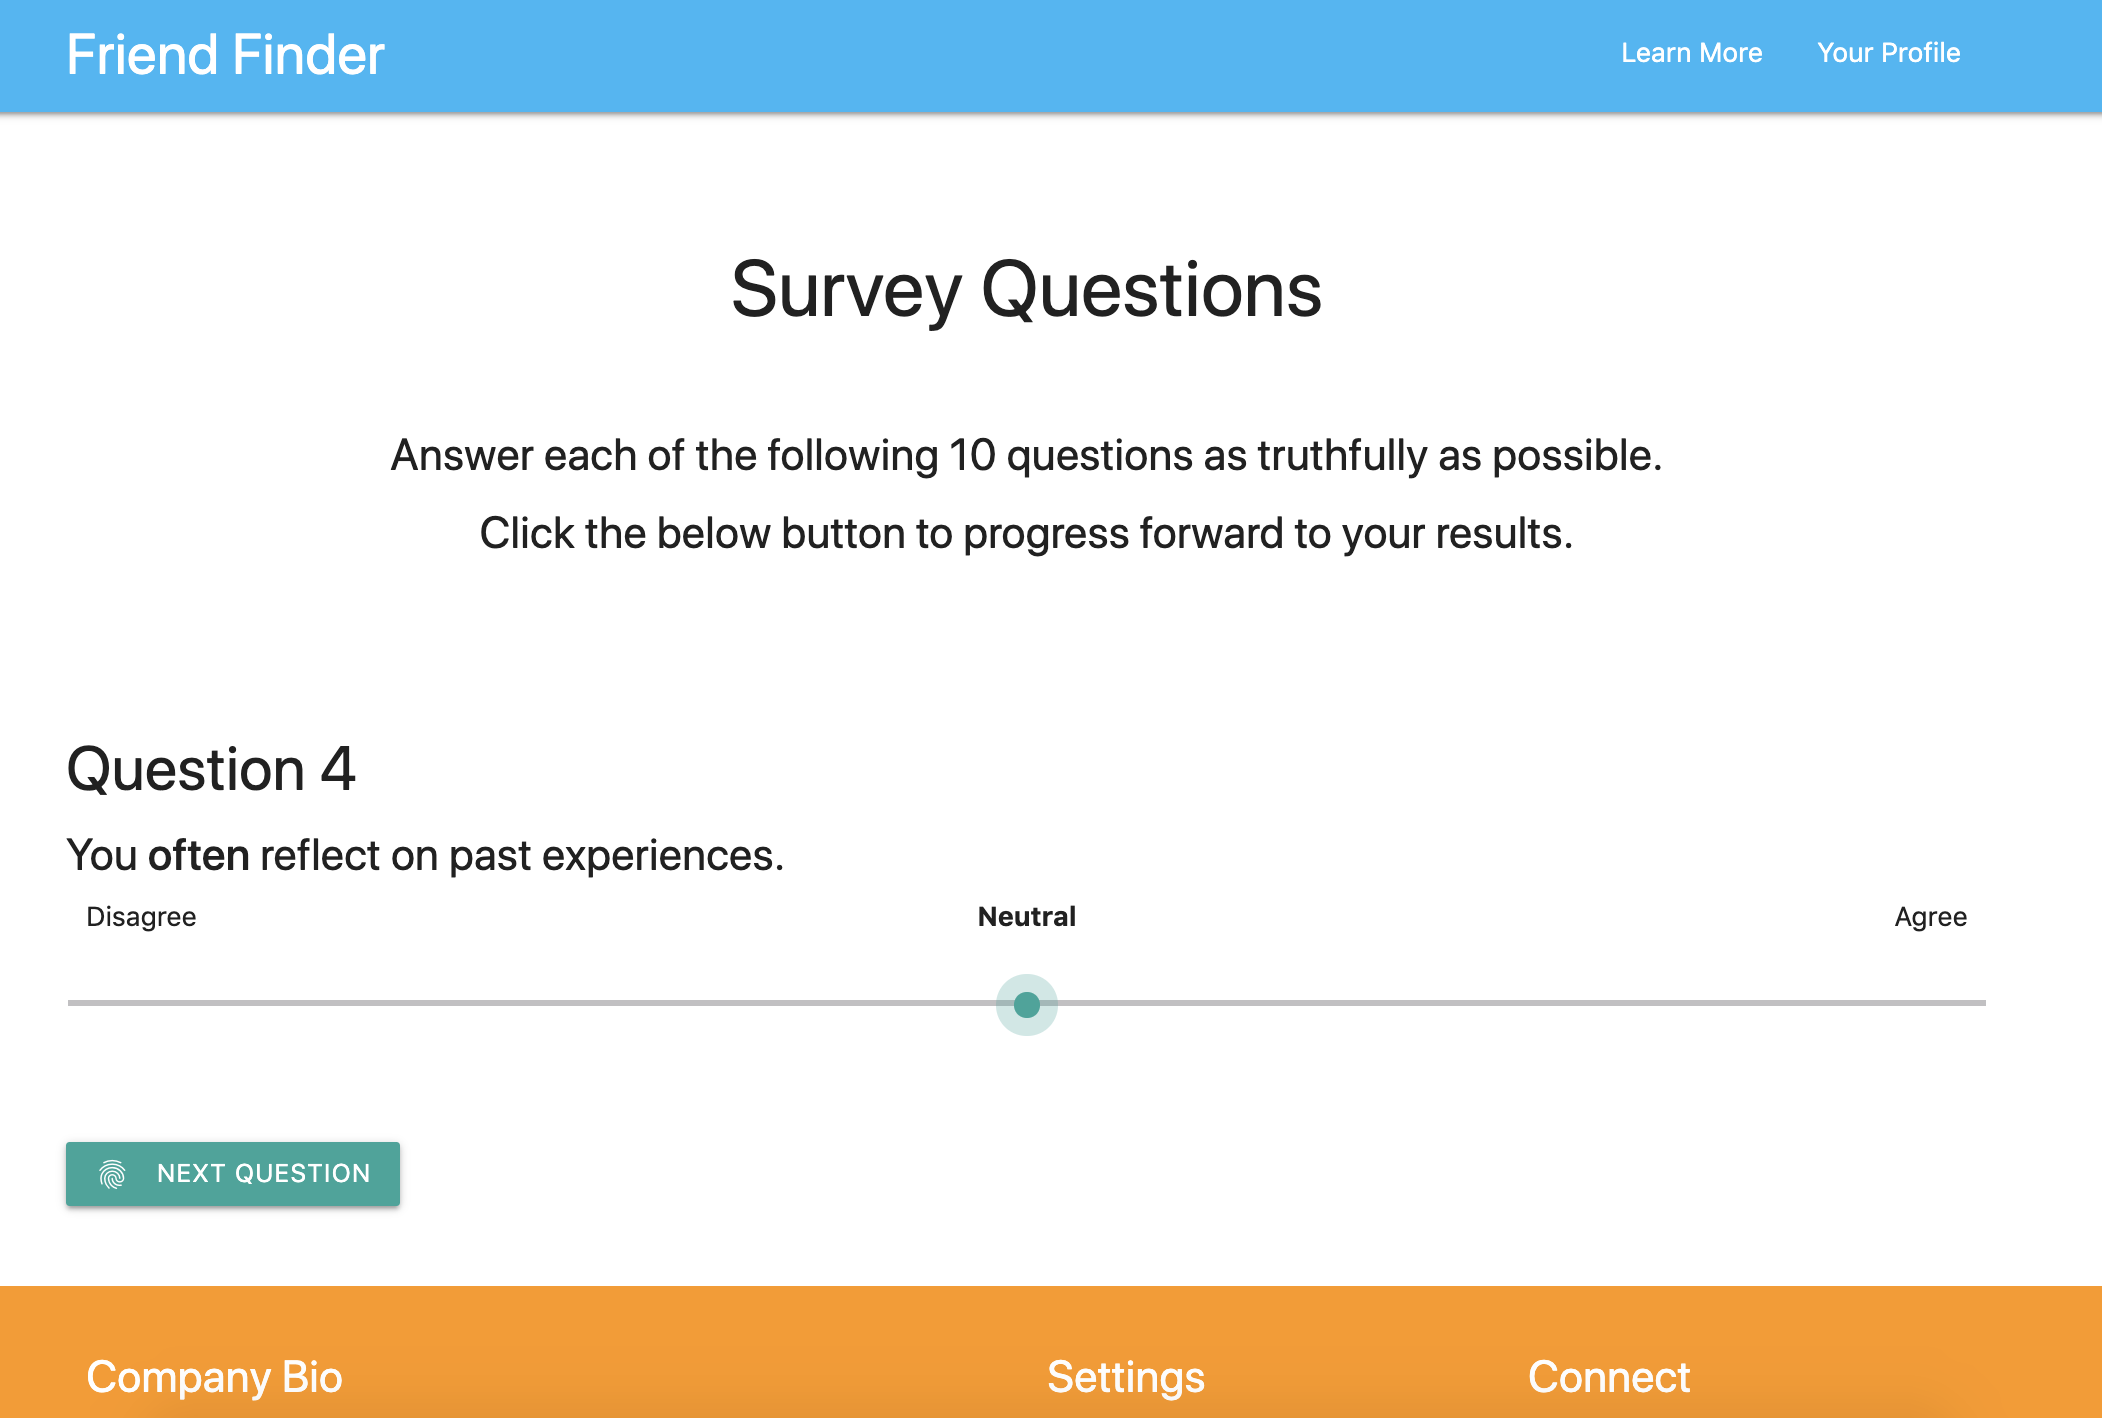 Friend Finder
Learn More
Your Profile
Survey Questions
Answer each of the following 10 questions as truthfully as possible.
Click the below button to progress forward to your results.
Question 4
You often reflect on past experiences.
Disagree
Neutral
Agree
NEXT QUESTION
Company Bio
Settings
Connect